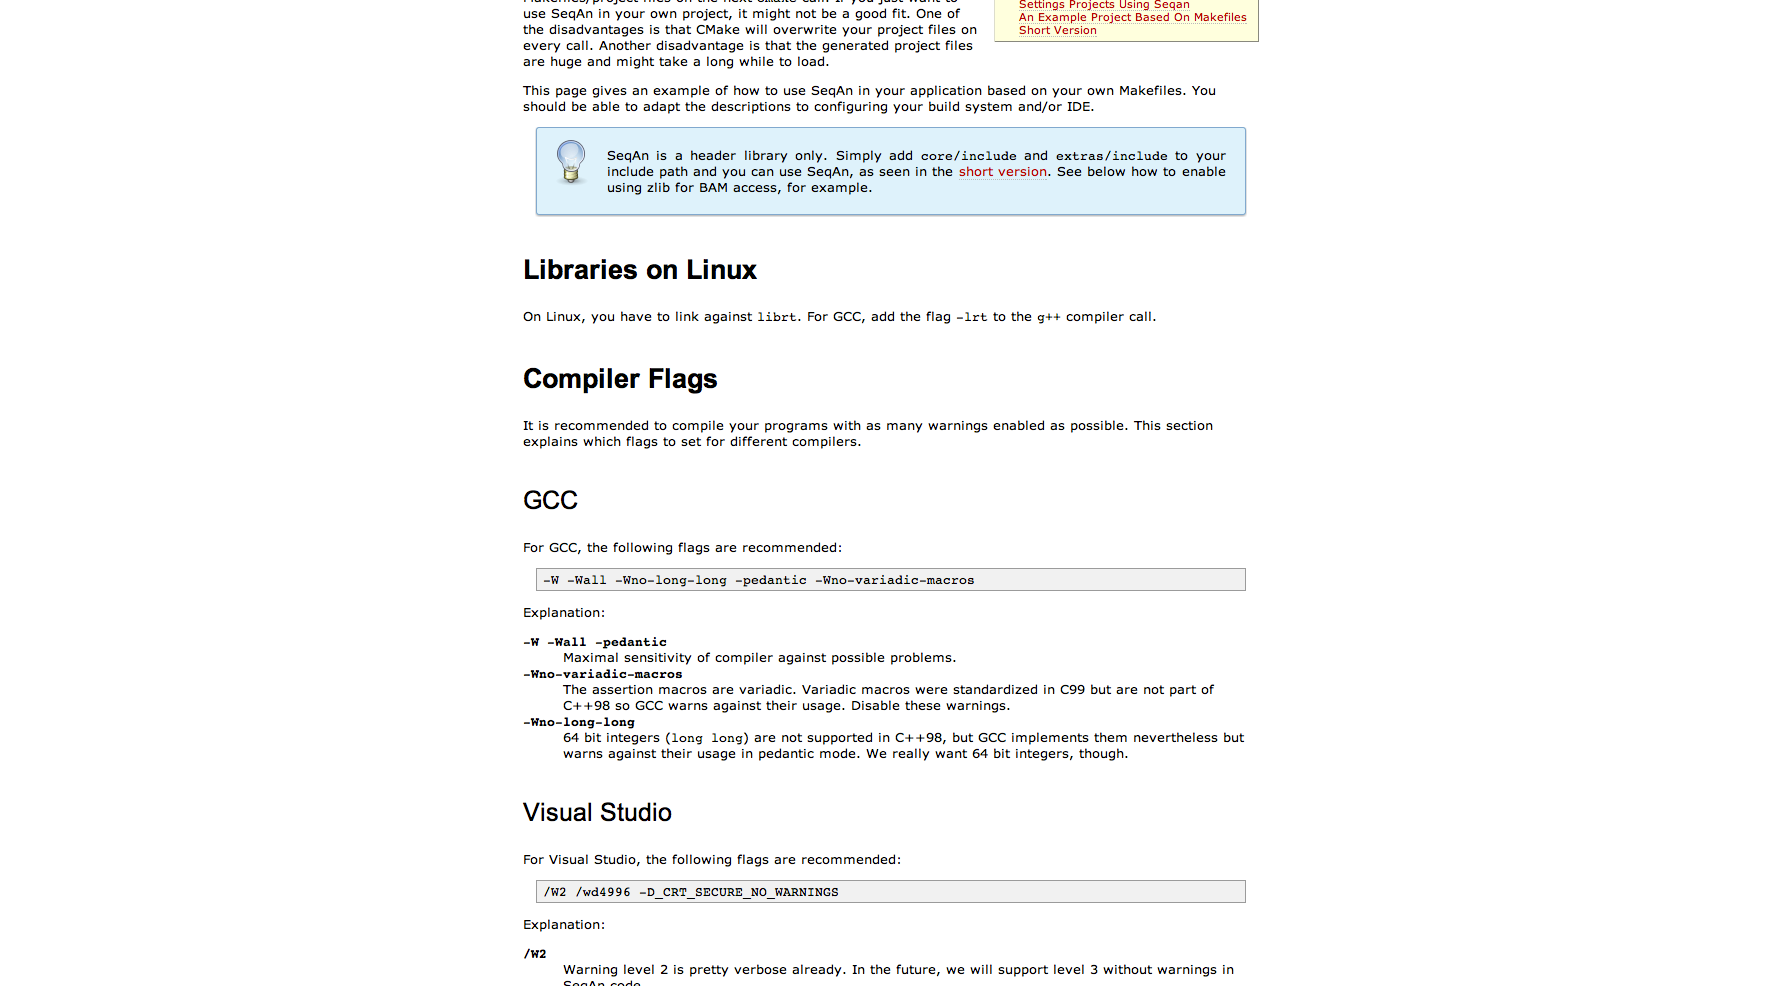 use SeqAn in your own project, it might not be a good fit. One of
the disadvantages is that CMake will overwrite your project files on
every call. Another disadvantage is that the generated project files
are huge and might take a long while to load.
Settings Projects Using Seqan
An Example Project Based On Makefiles
Short Version
This page gives an example of how to use SeqAn in your application based on your own Makefiles. You
should be able to adapt the descriptions to configuring your build system and/or IDE.
SeqAn is a header library only. Simply add core/include and extras/include to your
include path and you can use SeqAn, as seen in the short version. See below how to enable
using zlib for BAM access, for example.
Libraries on Linux
On Linux, you have to link against librt. For GCC, add the flag -lrt to the g++ compiler call.
Compiler Flags
It is recommended to compile your programs with as many warnings enabled as possible. This section
explains which flags to set for different compilers.
GCC
For GCC, the following flags are recommended:
-W -Wall -Wno-long-long -pedantic -Wno-variadic-macros
Explanation:
-W -Wall -pedantic
Maximal sensitivity of compiler against possible problems.
-Wno-variadic-macros
The assertion macros are variadic. Variadic macros were standardized in C99 but are not part of
C++98 so GCC warns against their usage. Disable these warnings.
-Wno-long-long
64 bit integers (long long) are not supported in C++98, but GCC implements them nevertheless but
warns against their usage in pedantic mode. We really want 64 bit integers, though.
Visual Studio
For Visual Studio, the following flags are recommended:
/W2 /wd4996 -D_CRT_SECURE_NO_WARNINGS
Explanation:
/W2
Warning level 2 is pretty verbose already. In the future, we will support level 3 without warnings in
SeqAn code.